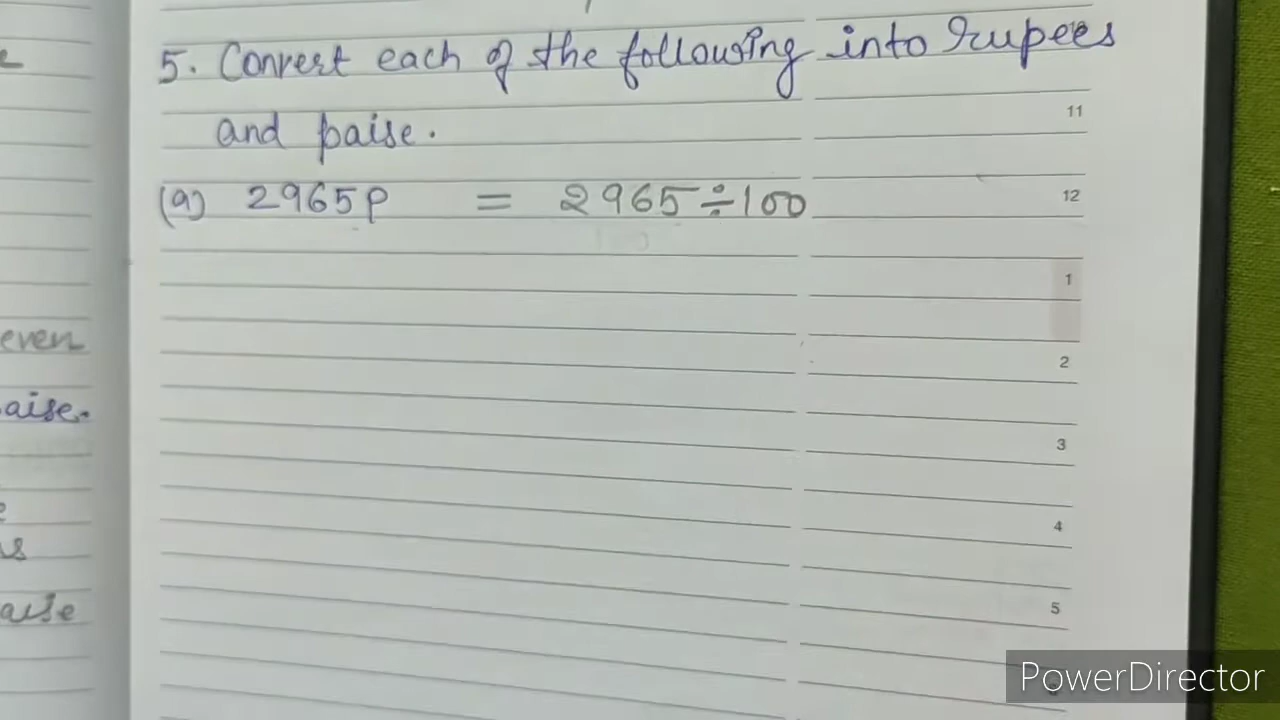 5. Convert each of the following into rupees
and paise.
(a) 2965p = 2965÷100
11
12
1
2
3
4
5
even
aise.
aise
PowerDirector